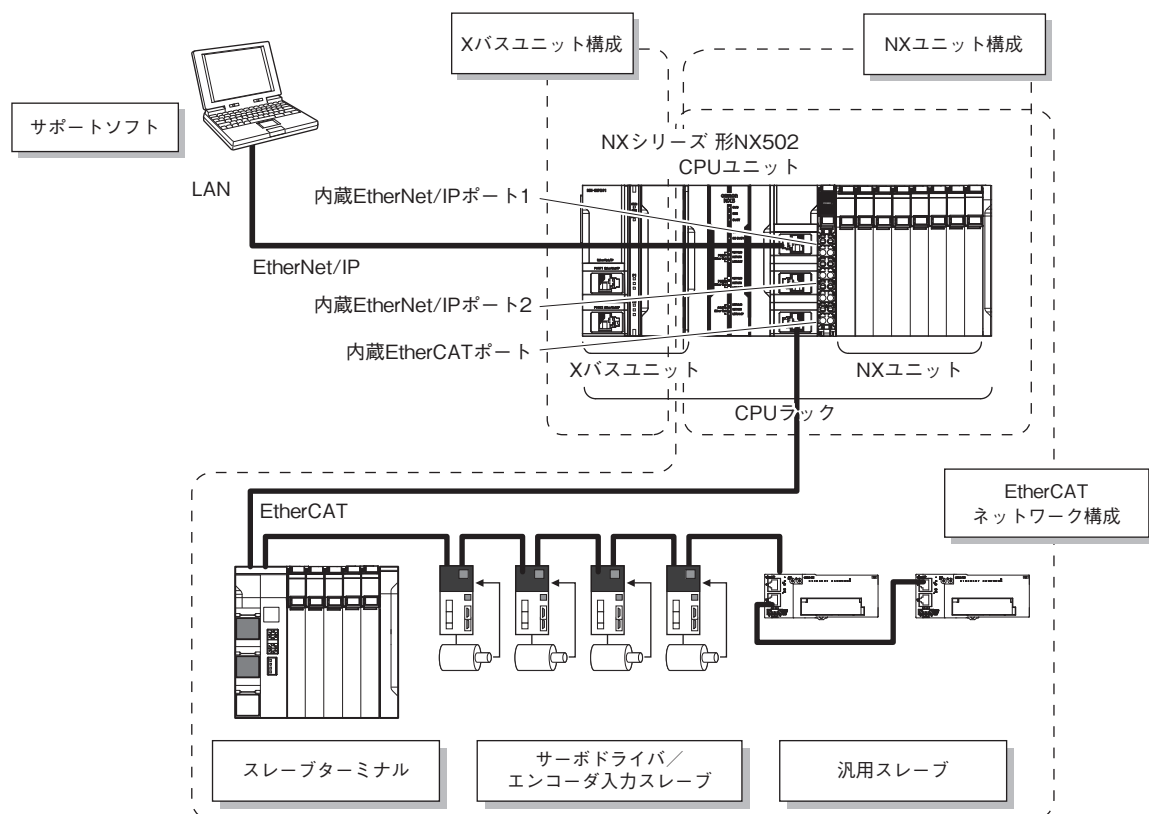 Xバスユニット構成
NXユニット構成
サポートソフト
NXシリーズ 形NX502
CPUユニット
LAN
内蔵EtherNet/IPポート1
EtherNet/IP
内蔵EtherNet/IPポート2
内蔵EtherCATポート
Xバスユニット
NXユニット
CPUラック
EtherCAT
ネットワーク構成
EtherCAT
スレーブターミナル
サーボドライバ/
エンコーダ入力スレーブ
汎用スレーブ